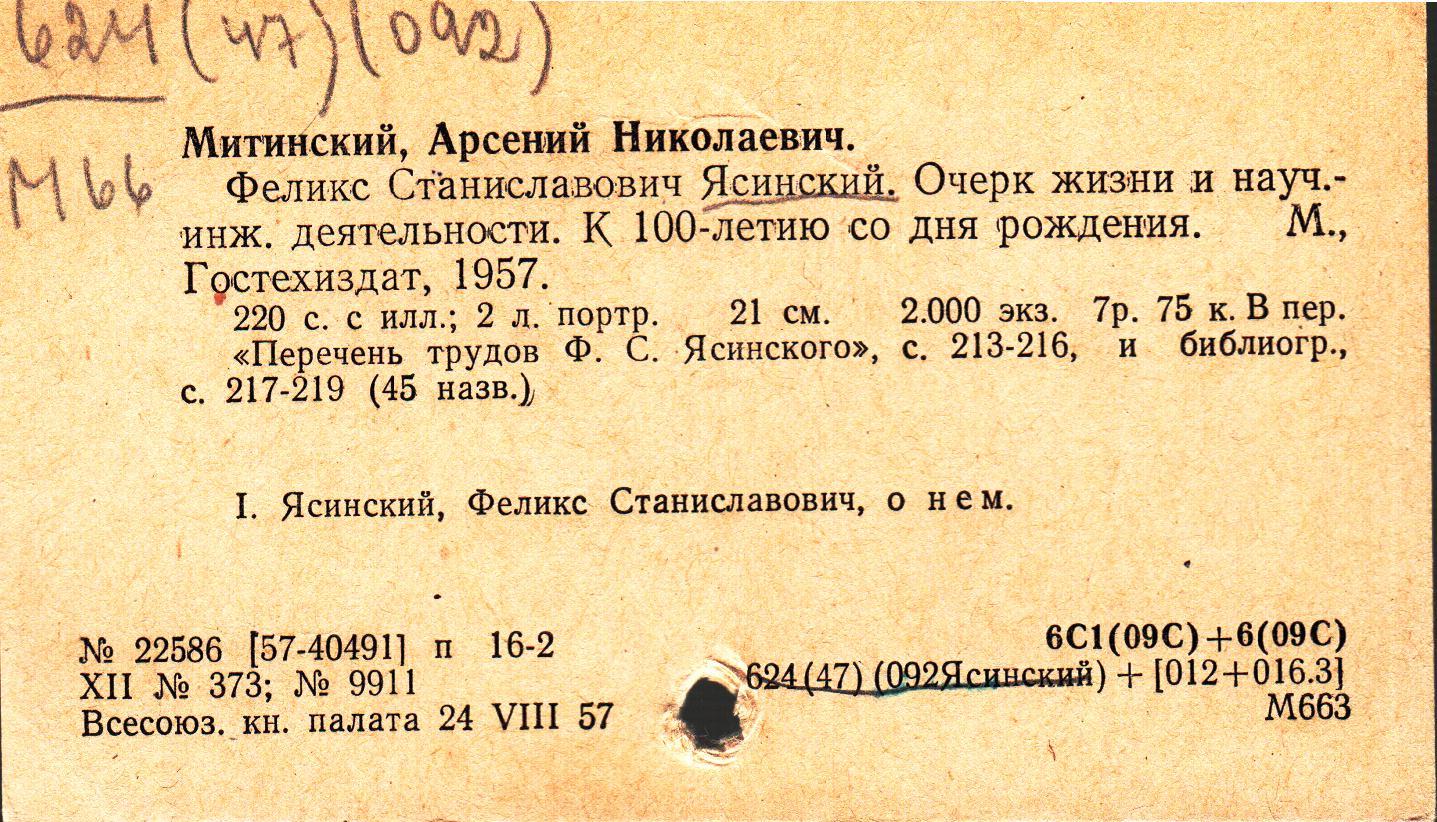 624(47)(092)
М66
Митинский, Арсений Николаевич.
Феликс Станиславович Ясинский. Очерк жизни и науч.-
инж. деятельности. К 100-летию со дня рождения. М.,
Гостехиздат, 1957.
220 с. с илл.; 2 л. портр. 21 см. 2.000 экз. 7р. 75 к. В пер.
«Перечень трудов Ф. С. Ясинского», с. 213-216, и библиогр.,
с. 217-219 (45 назв.)
I. Ясинский, Феликс Станиславович, о нем.
№ 22586 [57-40491] п 16-2
XII № 373; № 9911
Всесоюз. кн. палата 24 VIII 57
6С1(09С)+6(09С)
624(47) (092Ясинский) + [012+016.3]
М663